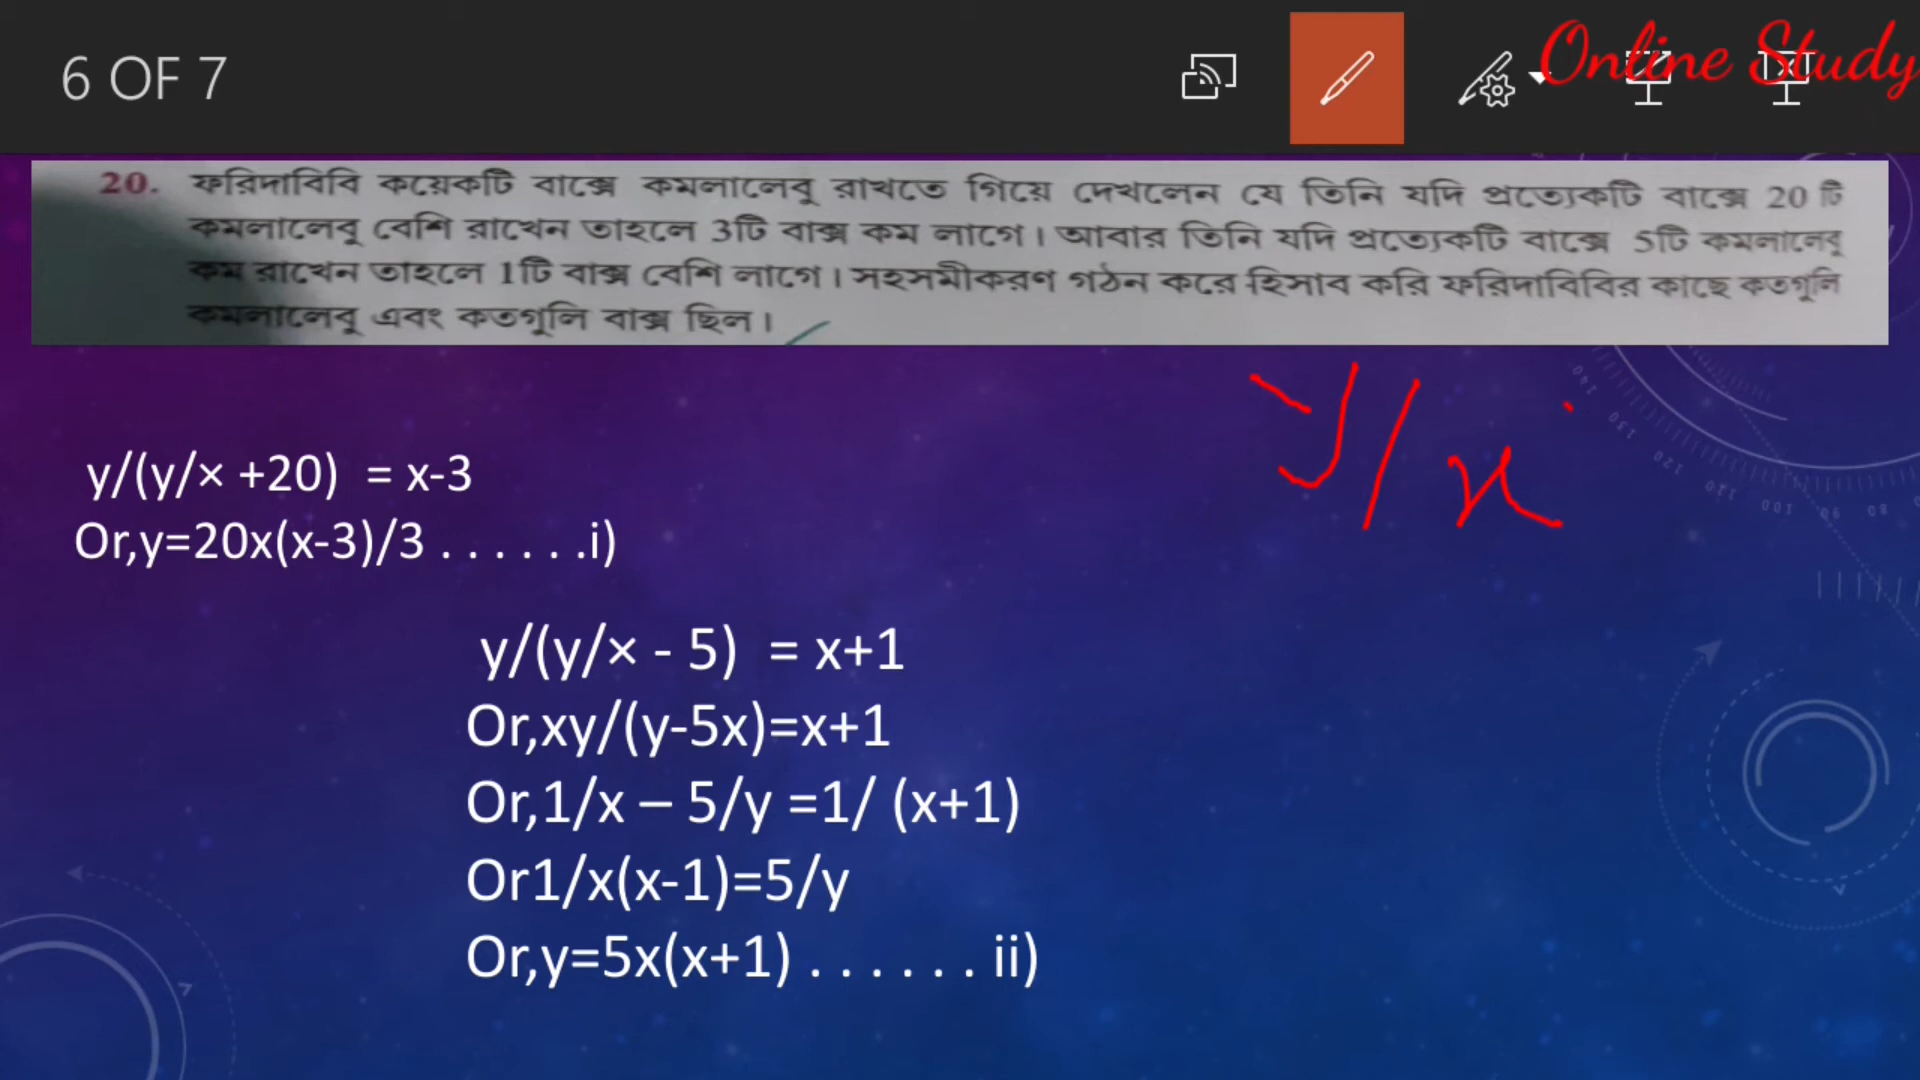 6 OF 7
Online Study
20. ফরিদাবিবি কয়েকটি বাক্সে কমলালেবু রাখতে গিয়ে দেখলেন যে তিনি যদি প্রত্যেকটি বাক্সে 20 টি
কমলালেবু বেশি রাখেন তাহলে 3টি বাক্স কম লাগে। আবার তিনি যদি প্রত্যেকটি বাক্সে 5টি কমলালেবু
কম রাখেন তাহলে 1টি বাক্স বেশি লাগে। সহসমীকরণ গঠন করে হিসাব করি ফরিদাবিবির কাছে কতগুলি
কমলালেবু এবং কতগুলি বাক্স ছিল।
y/x
y/(y/× +20) = x-3
Or,y=20x(x-3)/3 . . . . . .i)
y/(y/× - 5) = x+1
Or,xy/(y-5x)=x+1
Or,1/x – 5/y =1/ (x+1)
Or1/x(x-1)=5/y
Or,y=5x(x+1) . . . . . . ii)